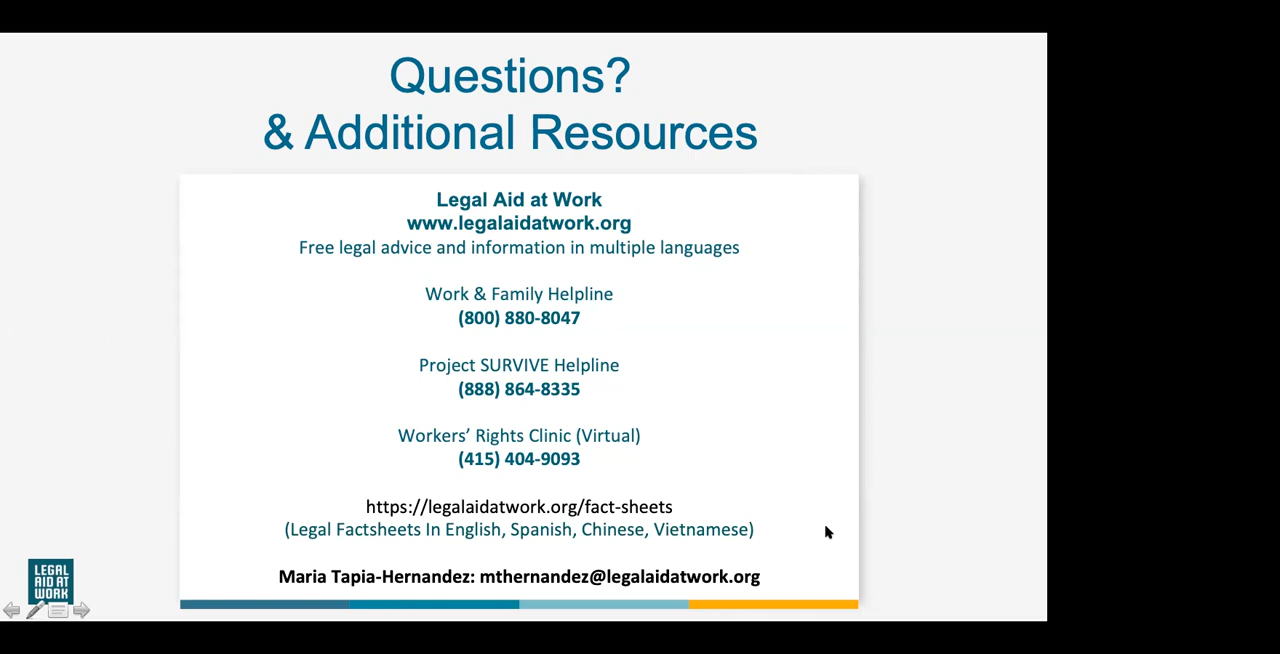 Questions?
& Additional Resources
Legal Aid at Work
www.legalaidatwork.org
Free legal advice and information in multiple languages
Work & Family Helpline
(800) 880-8047
Project SURVIVE Helpline
(888) 864-8335
Workers’ Rights Clinic (Virtual)
(415) 404-9093
https://legalaidatwork.org/fact-sheets
(Legal Factsheets In English, Spanish, Chinese, Vietnamese)
Maria Tapia-Hernandez: mthernandez@legalaidatwork.org
LEGAL
AID AT
WORK